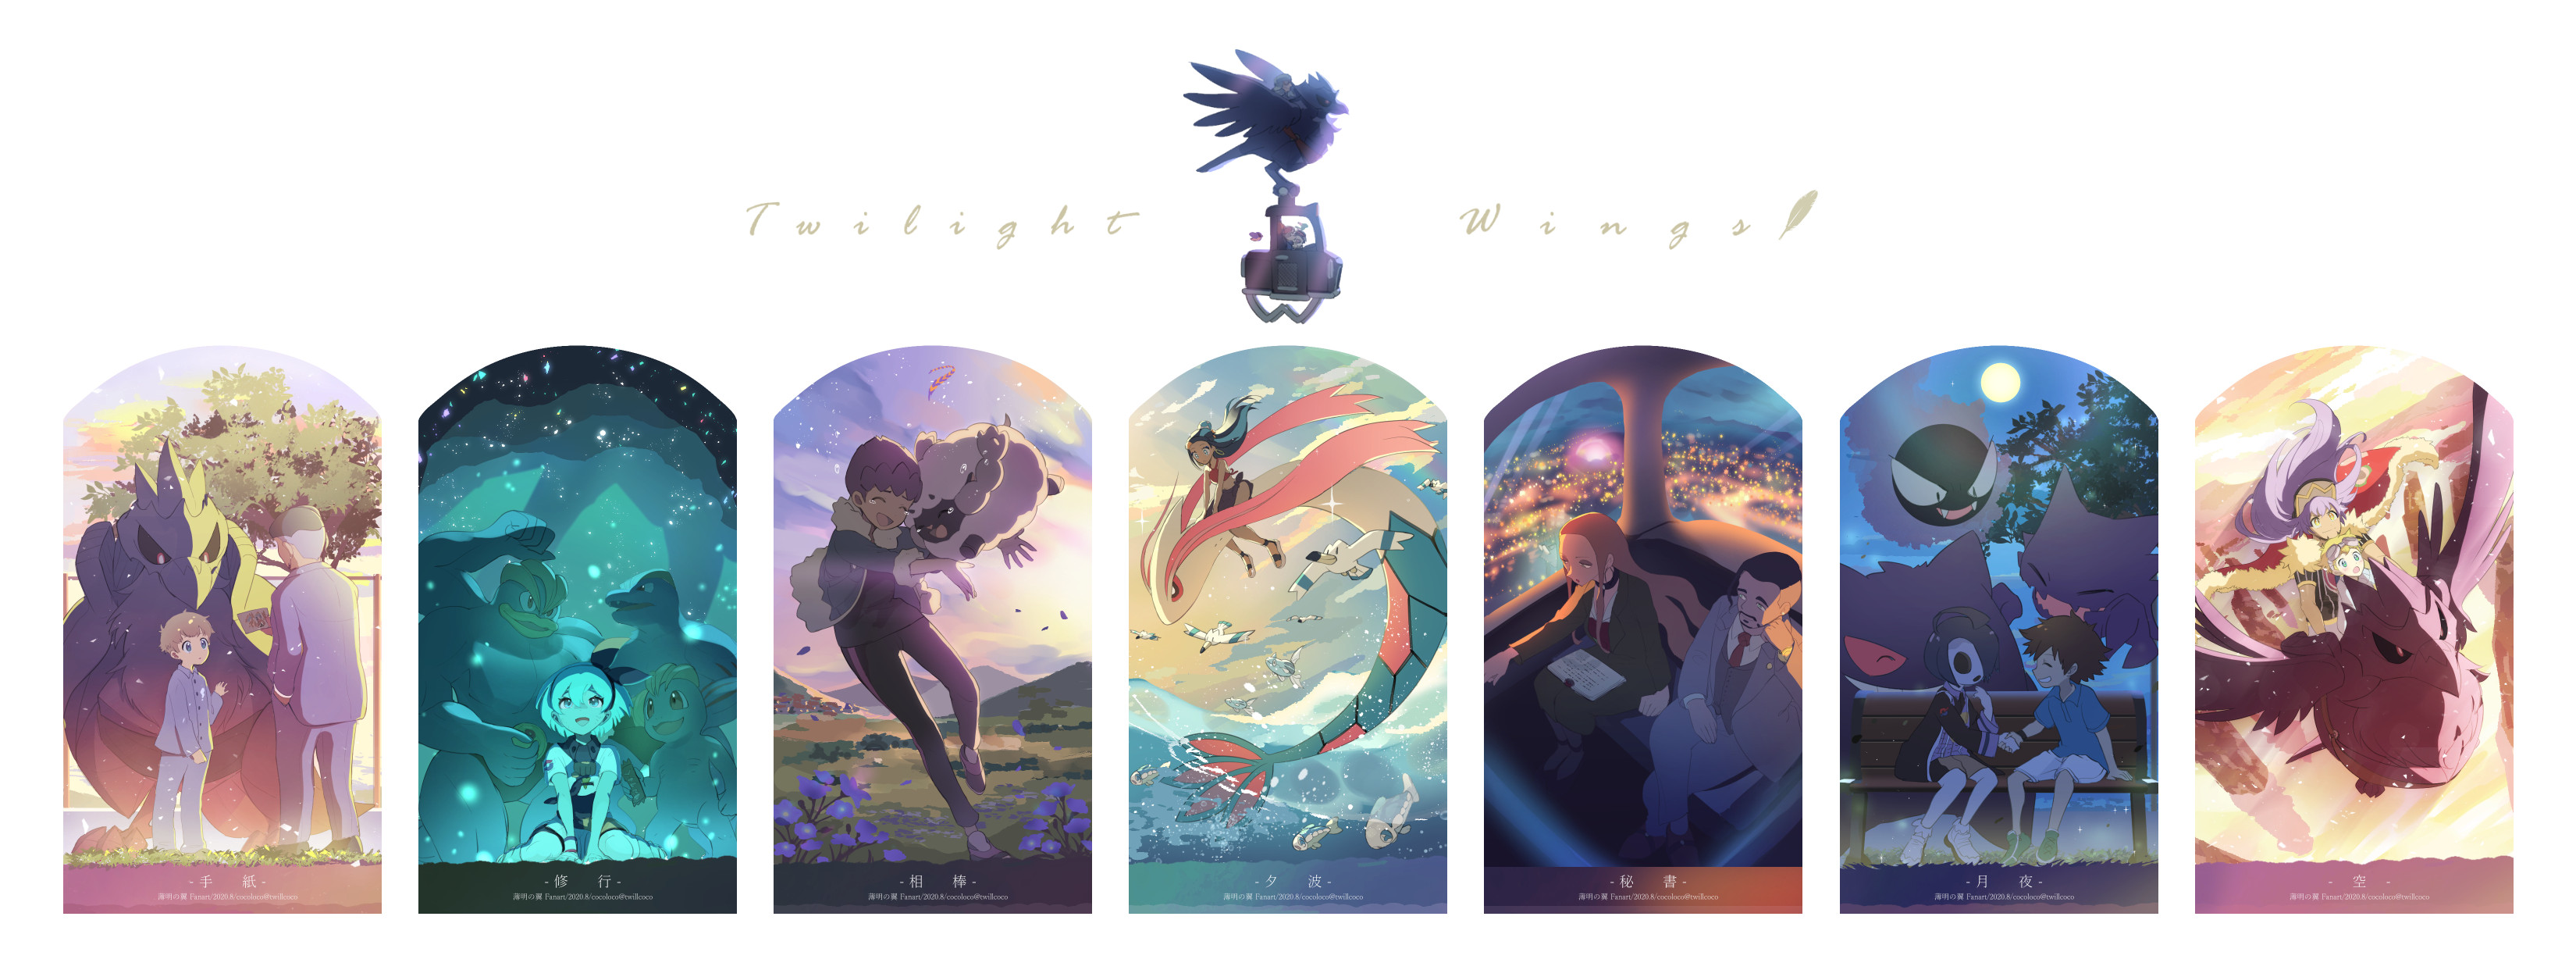 Twilight Wings
-手 紙-
薄明の翼 Fanart/2020.8/cocoloco@twillcoco
-修 行-
薄明の翼 Fanart/2020.8/cocoloco@twillcoco
-相 棒-
薄明の翼 Fanart/2020.8/cocoloco@twillcoco
-夕 波-
薄明の翼 Fanart/2020.8/cocoloco@twillcoco
-秘 書-
薄明の翼 Fanart/2020.8/cocoloco@twillcoco
-月 夜-
薄明の翼 Fanart/2020.8/cocoloco@twillcoco
- 空 -
薄明の翼 Fanart/2020.8/cocoloco@twillcoco